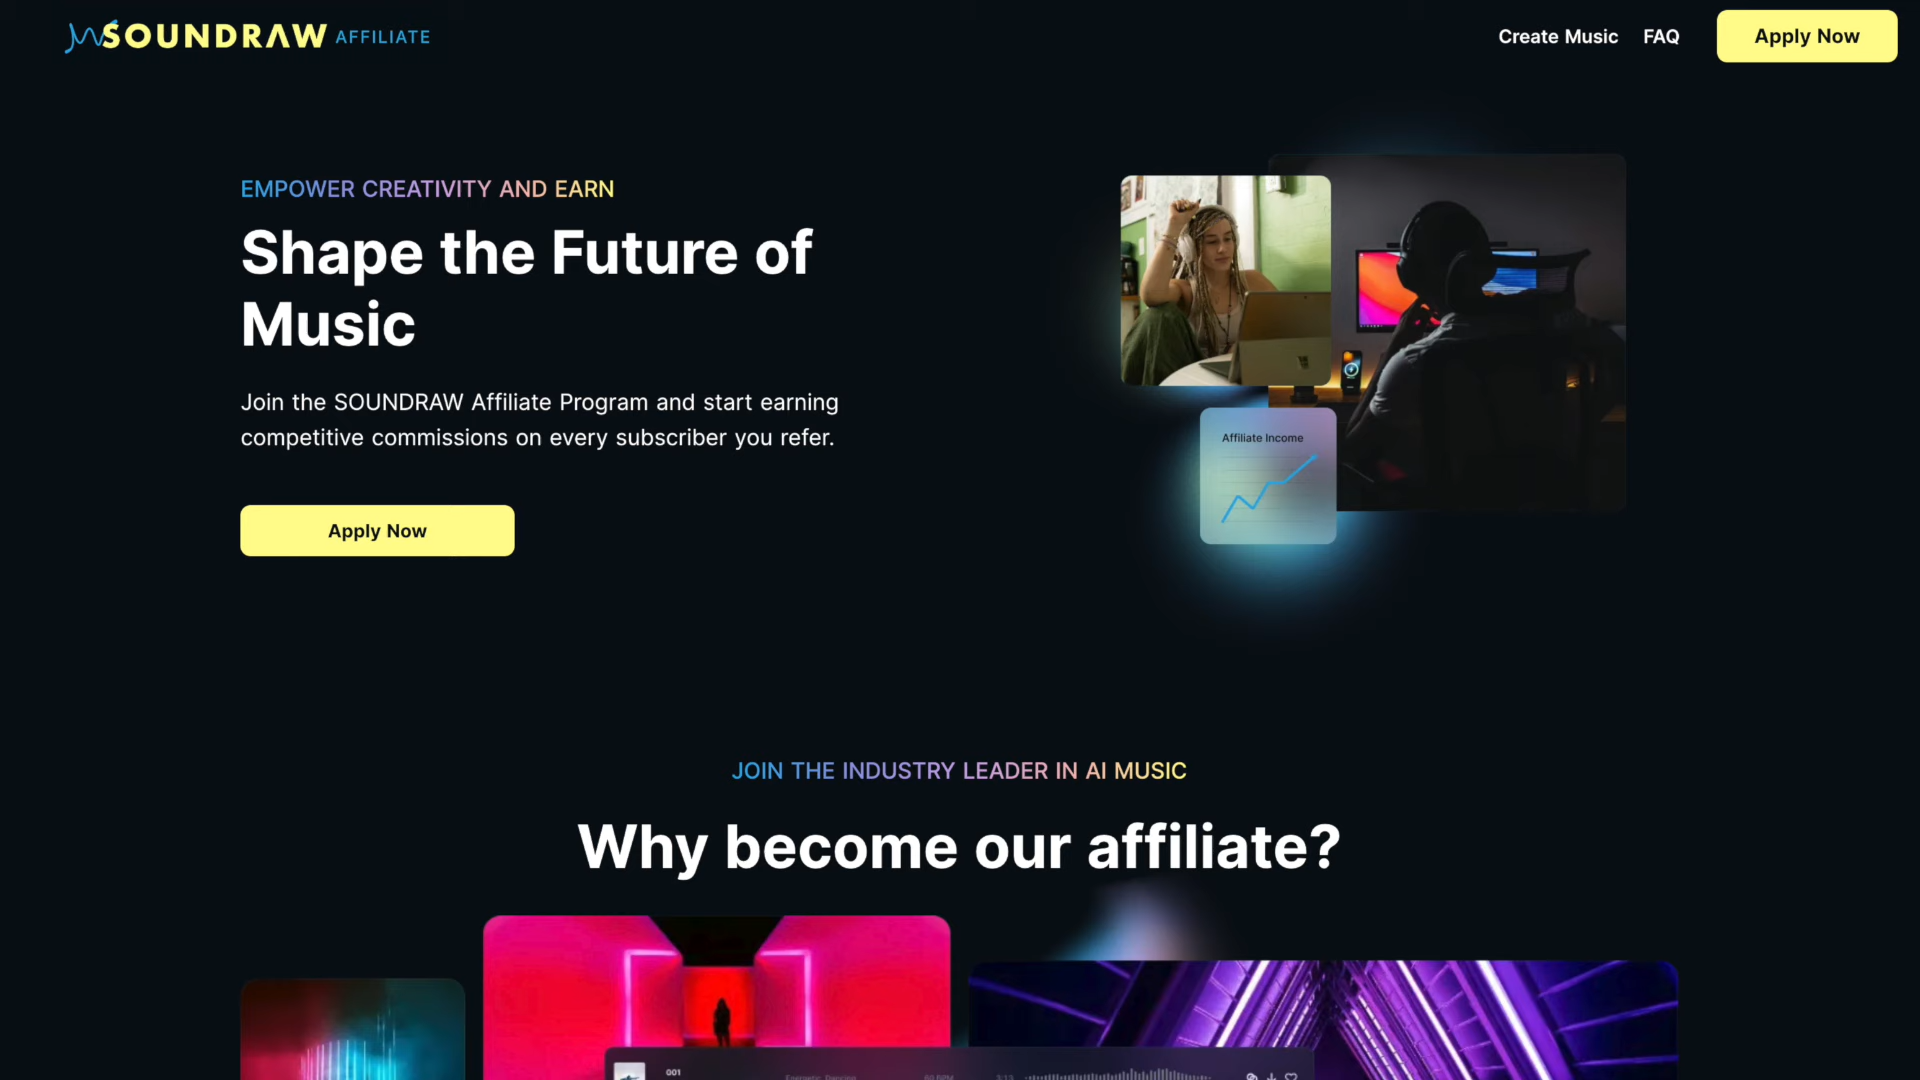 SOUNDRAW AFFILIATE
Create Music
FAQ
Apply Now
EMPOWER CREATIVITY AND EARN
Shape the Future of
Music
Join the SOUNDRAW Affiliate Program and start earning
competitive commissions on every subscriber you refer.
Apply Now
Affiliate Income
JOIN THE INDUSTRY LEADER IN AI MUSIC
Why become our affiliate?
001